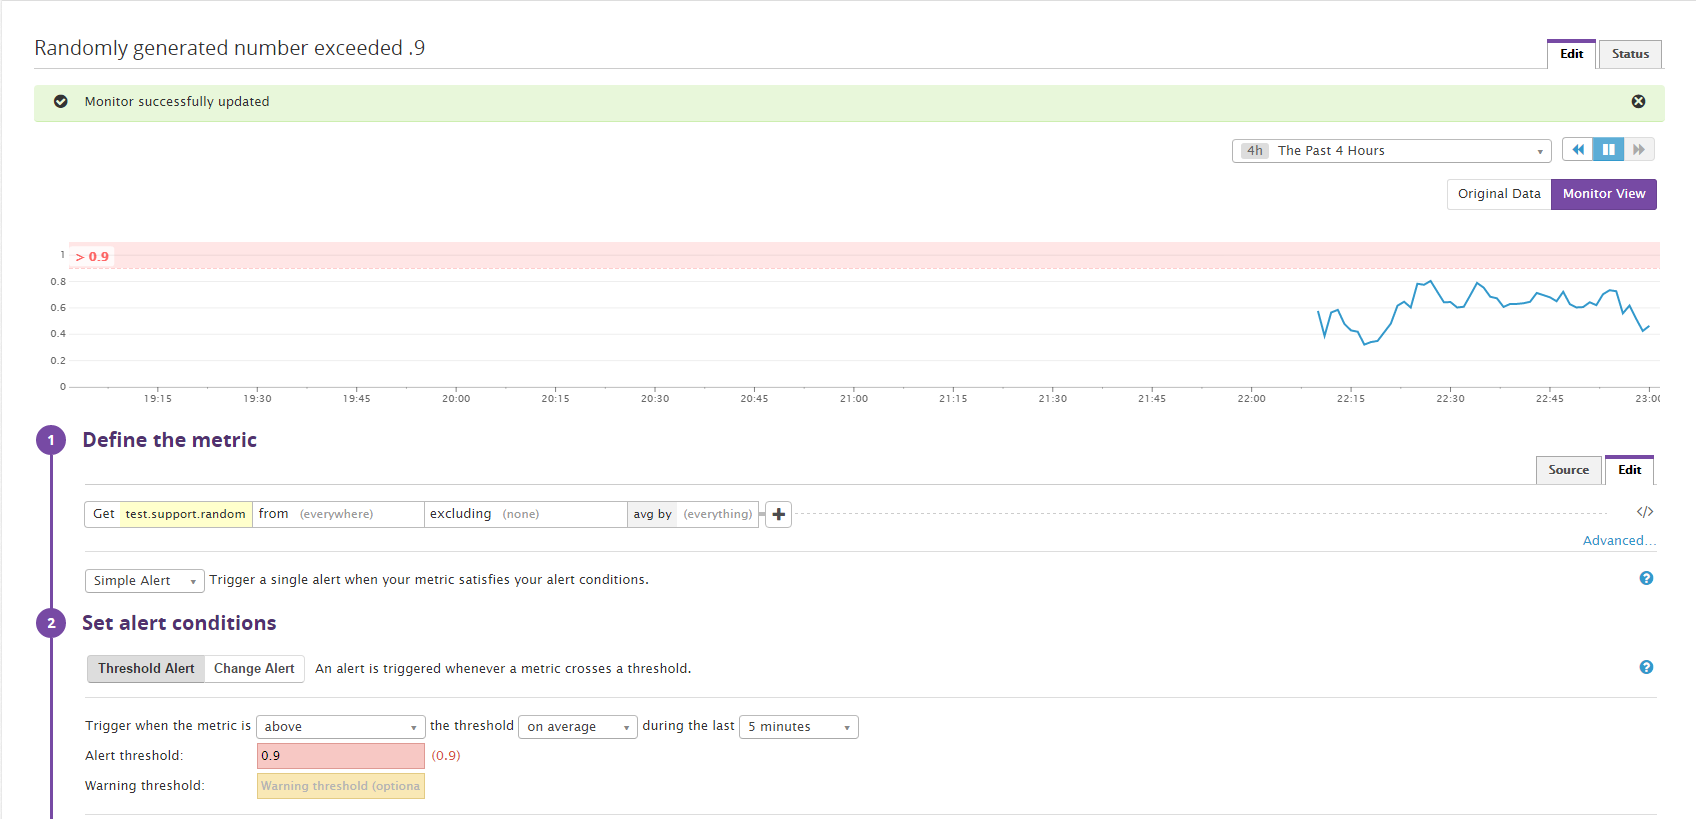 Randomly generated number exceeded .9
Edit Status
Monitor successfully updated
4h The Past 4 Hours
Original Data Monitor View
1 > 0.9
0.8
0.6
0.4
0.2
0
19:15 19:30 19:45 20:00 20:15 20:30 20:45 21:00 21:15 21:30 21:45 22:00 22:15 22:30 22:45 23:00
1 Define the metric
Source Edit
Get test.support.random from (everywhere) excluding (none) avg by (everything) + </>
Advanced...
Simple Alert Trigger a single alert when your metric satisfies your alert conditions. ?
2 Set alert conditions
Threshold Alert Change Alert An alert is triggered whenever a metric crosses a threshold. ?
Trigger when the metric is above the threshold on average during the last 5 minutes
Alert threshold: 0.9 (0.9)
Warning threshold: Warning threshold (optiona